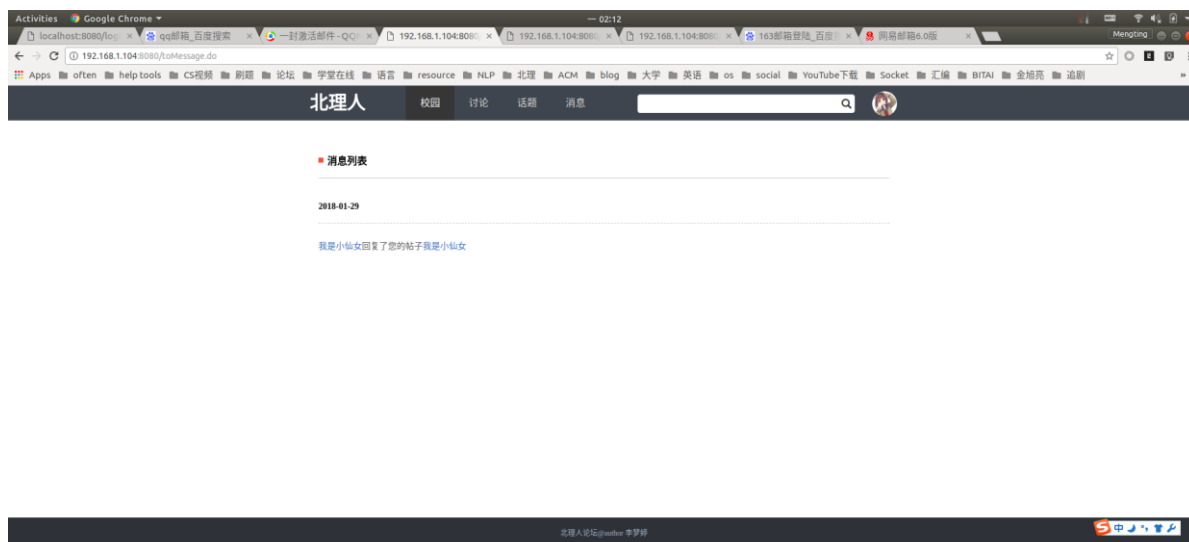 Activities Google Chrome — 02:12
localhost:8080/log qq邮箱_百度搜索 一封激活邮件-QQ 192.168.1.104:8080 192.168.1.104:8080 192.168.1.104:8080 163邮箱登陆_百度 网易邮箱6.0版 Mengting
192.168.1.104:8080/toMessage.do
Apps often help tools CS视频 刷题 论坛 学堂在线 语言 resource NLP 北理 ACM blog 大学 英语 os social YouTube下载 Socket 汇编 BITAI 金旭亮 追剧 »
北理人 校园 讨论 话题 消息
消息列表
2018-01-29
我是小仙女回复了您的帖子我是小仙女
北理人论坛@author 李梦婷
中